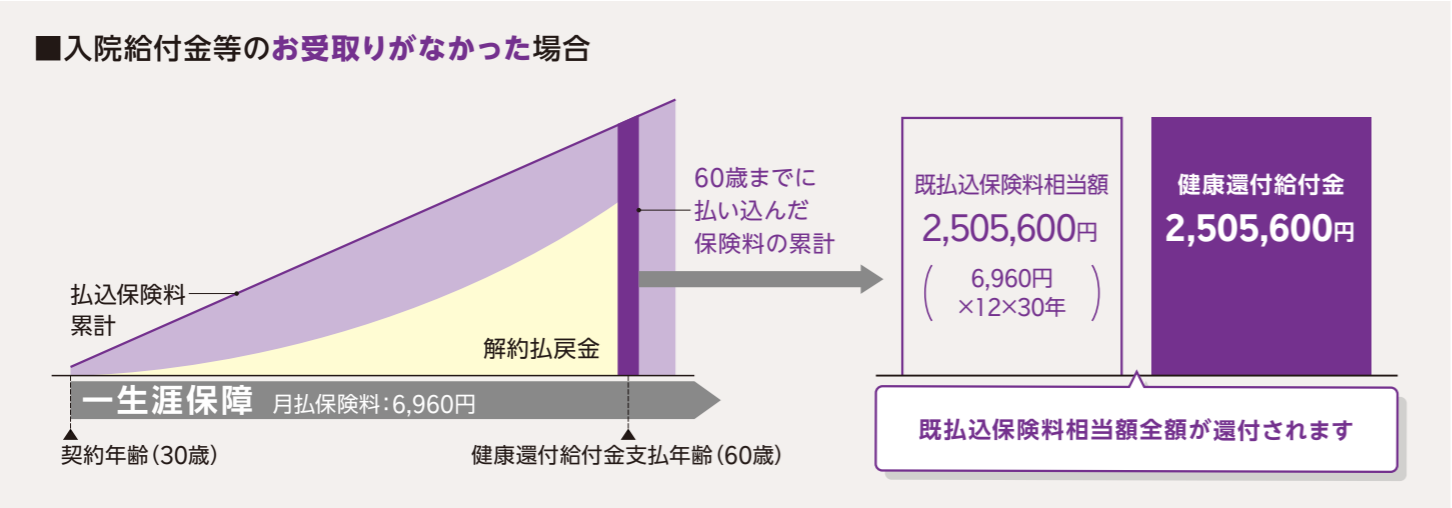 ■入院給付金等のお受取りがなかった場合
払込保険料
累計
解約払戻金
60歳までに
払い込んだ
保険料の累計
一生涯保障 月払保険料:6,960円
契約年齢(30歳)
健康還付給付金支払年齢(60歳)
既払込保険料相当額
2,505,600円
(6,960円
×12×30年)
健康還付給付金
2,505,600円
既払込保険料相当額全額が還付されます